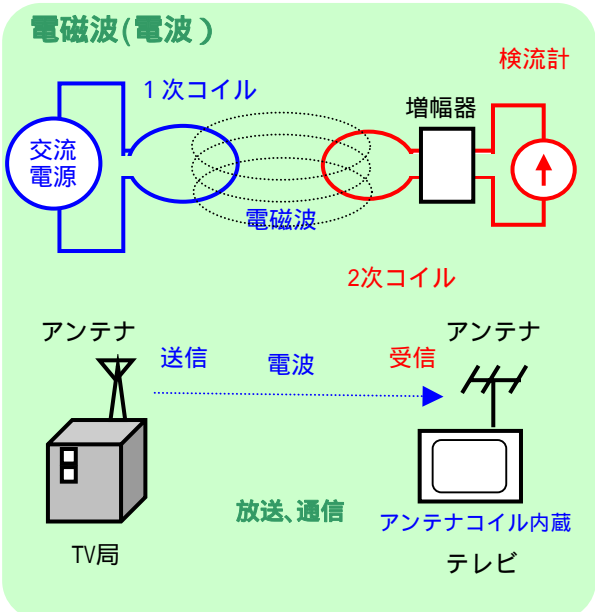 電磁波(電波)
検流計
1次コイル
増幅器
交流
電源
電磁波
2次コイル
アンテナ
アンテナ
送信
電波
受信
放送、通信
アンテナコイル内蔵
TV局
テレビ